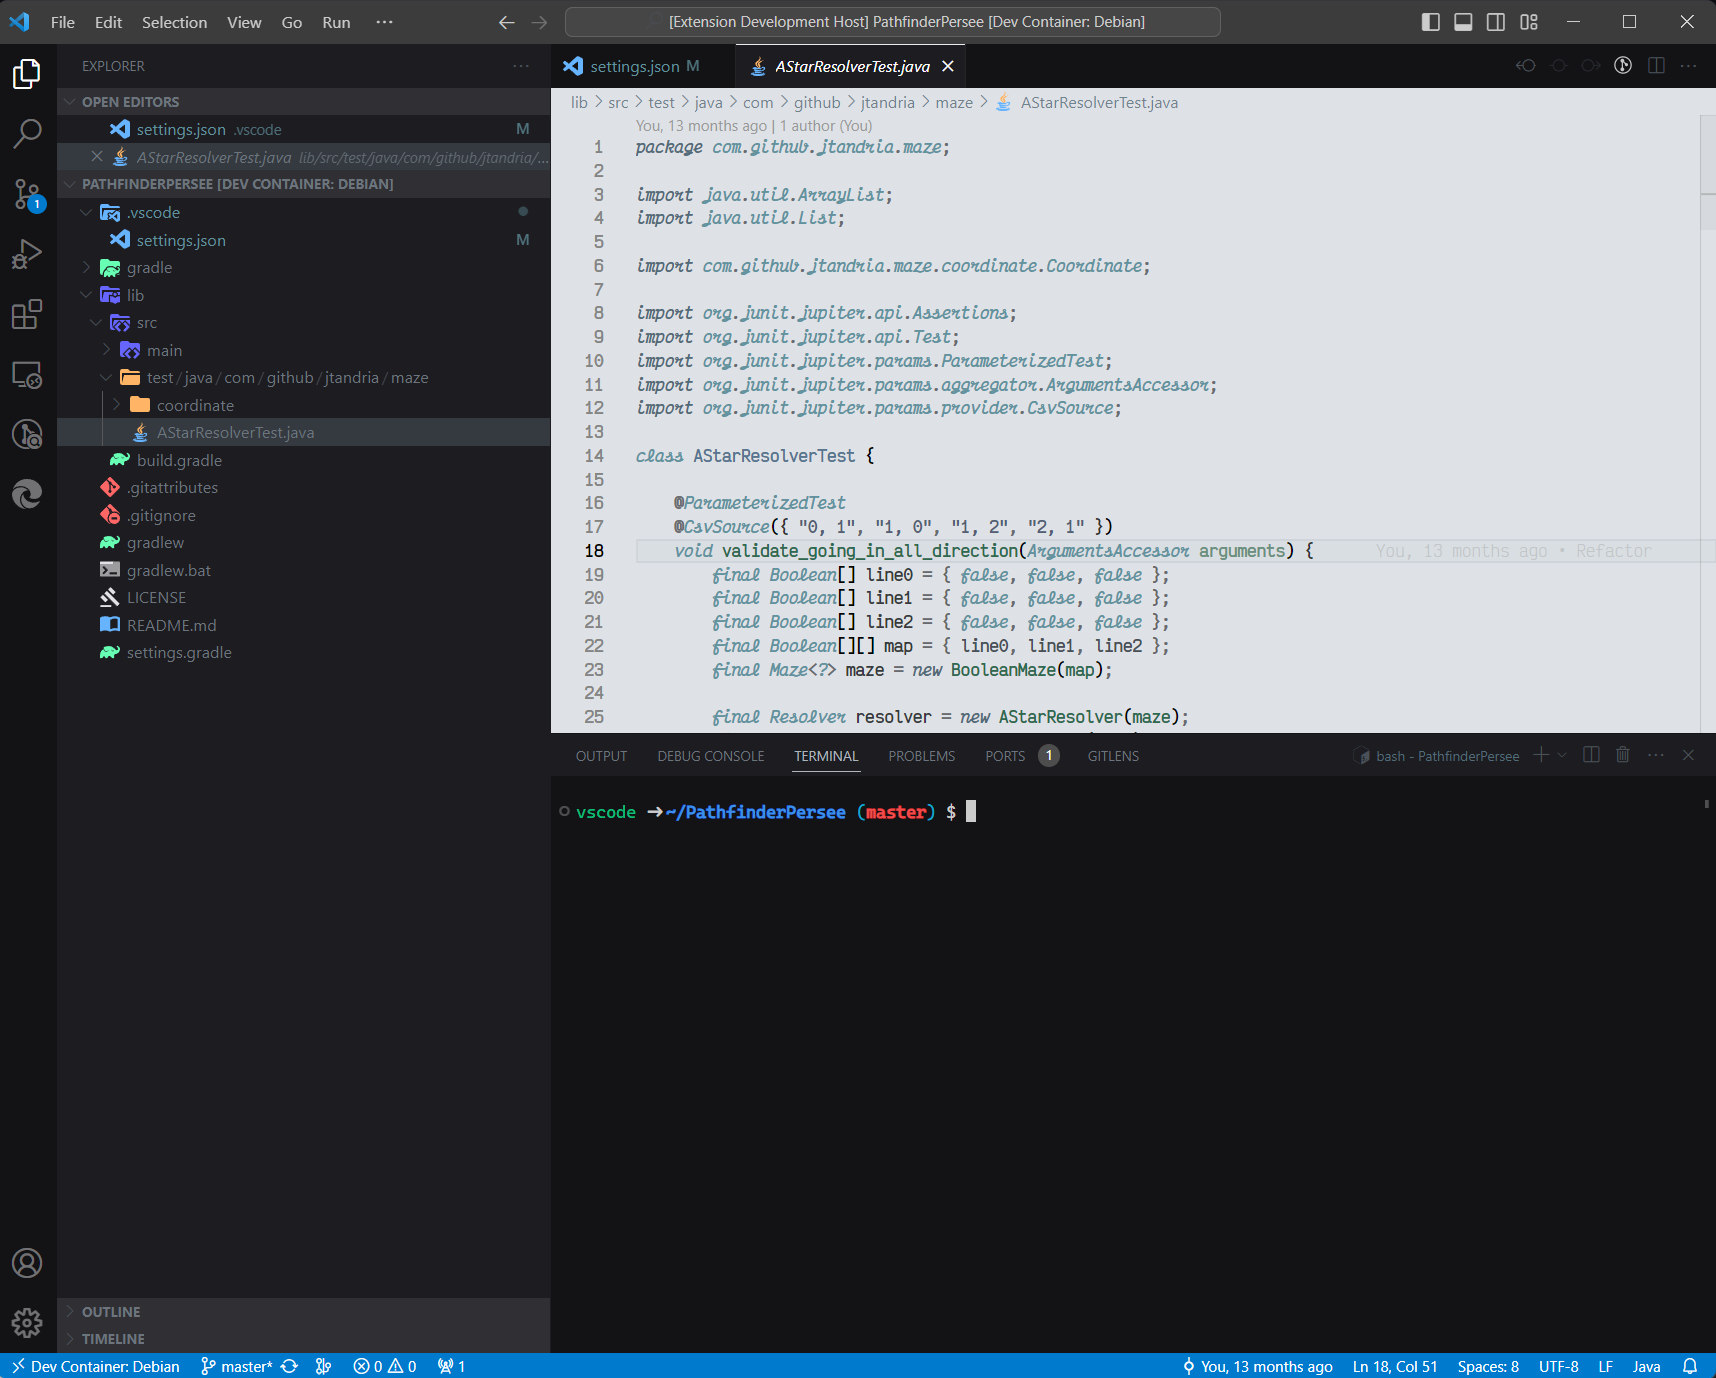 File Edit Selection View Go Run ··· [Extension Development Host] PathfinderPersee [Dev Container: Debian]
EXPLORER
OPEN EDITORS
settings.json .vscode M
AStarResolverTest.java lib/src/test/java/com/github/jtandria/...
PATHFINDERPERSEE [DEV CONTAINER: DEBIAN]
.vscode
settings.json M
gradle
lib
src
main
test/java/com/github/jtandria/maze
coordinate
AStarResolverTest.java
build.gradle
.gitattributes
.gitignore
gradlew
gradlew.bat
LICENSE
README.md
settings.gradle
OUTLINE
TIMELINE
1
settings.json M AStarResolverTest.java
lib > src > test > java > com > github > jtandria > maze > AStarResolverTest.java
You, 13 months ago | 1 author (You)
1 package com.github.jtandria.maze;
2
3 import java.util.ArrayList;
4 import java.util.List;
5
6 import com.github.jtandria.maze.coordinate.Coordinate;
7
8 import org.junit.jupiter.api.Assertions;
9 import org.junit.jupiter.api.Test;
10 import org.junit.jupiter.params.ParameterizedTest;
11 import org.junit.jupiter.params.aggregator.ArgumentsAccessor;
12 import org.junit.jupiter.params.provider.CsvSource;
13
14 class AStarResolverTest {
15
16 @ParameterizedTest
17 @CsvSource({ "0, 1", "1, 0", "1, 2", "2, 1" })
18 void validate_going_in_all_direction(ArgumentsAccessor arguments) { You, 13 months ago • Refactor
19 final Boolean[] line0 = { false, false, false };
20 final Boolean[] line1 = { false, false, false };
21 final Boolean[] line2 = { false, false, false };
22 final Boolean[][] map = { line0, line1, line2 };
23 final Maze<?> maze = new BooleanMaze(map);
24
25 final Resolver resolver = new AStarResolver(maze);
OUTPUT DEBUG CONSOLE TERMINAL PROBLEMS PORTS 1 GITLENS bash - PathfinderPersee
vscode ➜ ~/PathfinderPersee (master) $
Dev Container: Debian master* 0 0 1 You, 13 months ago Ln 18, Col 51 Spaces: 8 UTF-8 LF Java